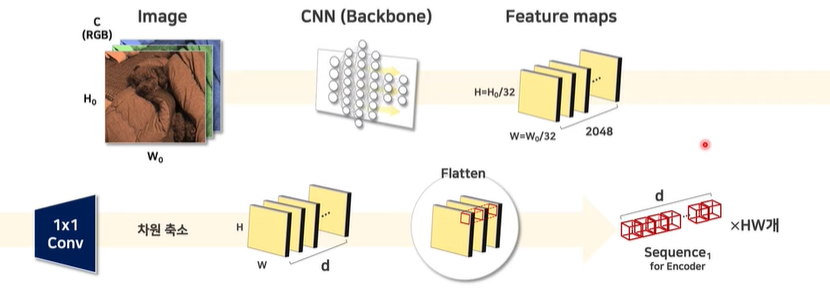 Image
CNN (Backbone)
Feature maps
C
(RGB)
H₀
W₀
H=H₀/32
W=W₀/32
2048
...
1x1
Conv
차원 축소
H
W
d
...
Flatten
d
...
×HW개
Sequence₁
for Encoder